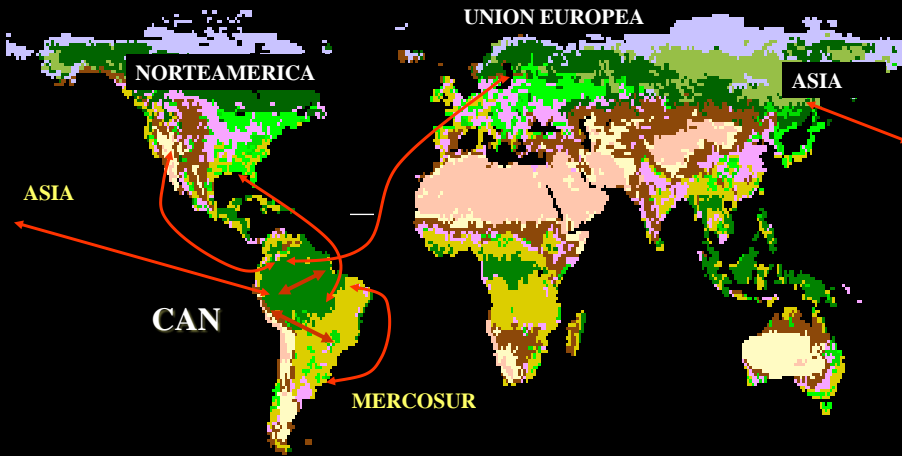 UNION EUROPEA
NORTEAMERICA
ASIA
ASIA
CAN
MERCOSUR